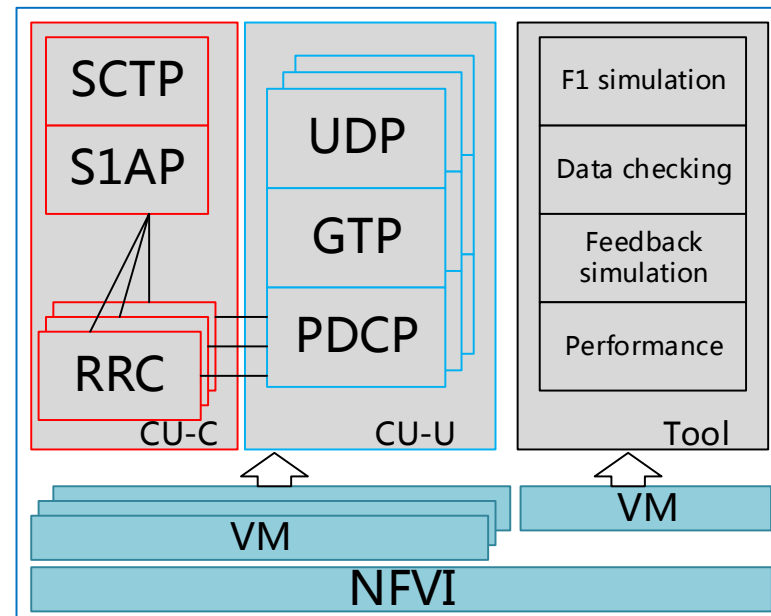 SCTP
S1AP
RRC
CU-C
UDP
GTP
PDCP
CU-U
F1 simulation
Data checking
Feedback
simulation
Performance
Tool
VM
VM
NFVI